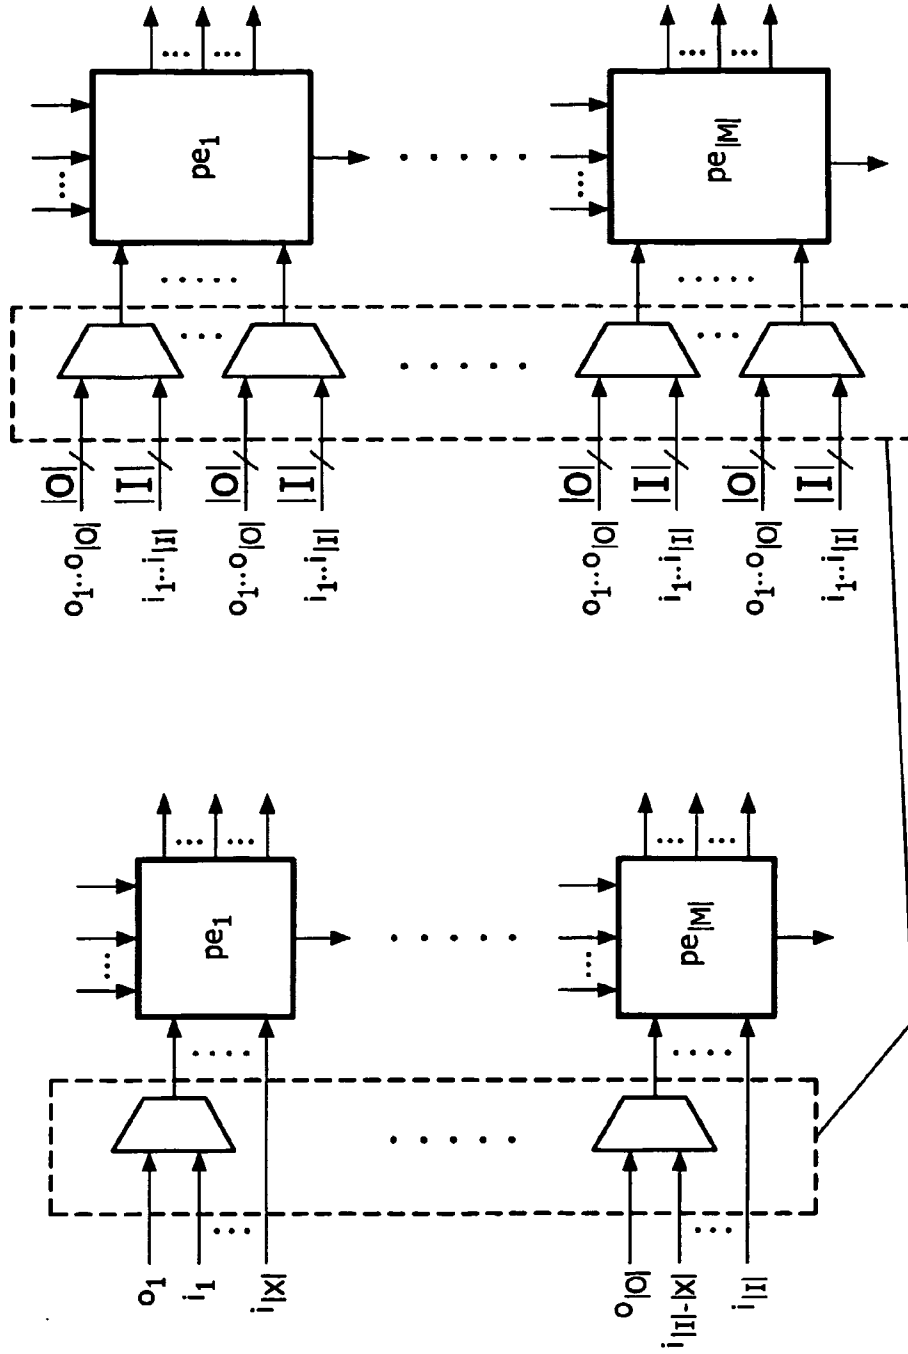 pe₁
pe|M|
|O|
o₁..o|O|
|I|
i₁..i|I|
|O|
o₁..o|O|
|I|
i₁..i|I|
|O|
o₁..o|O|
|I|
i₁..i|I|
|O|
o₁..o|O|
|I|
i₁..i|I|
pe₁
pe|M|
o₁
i₁
i|X|
o|O|
i|I|-|X|
i|I|